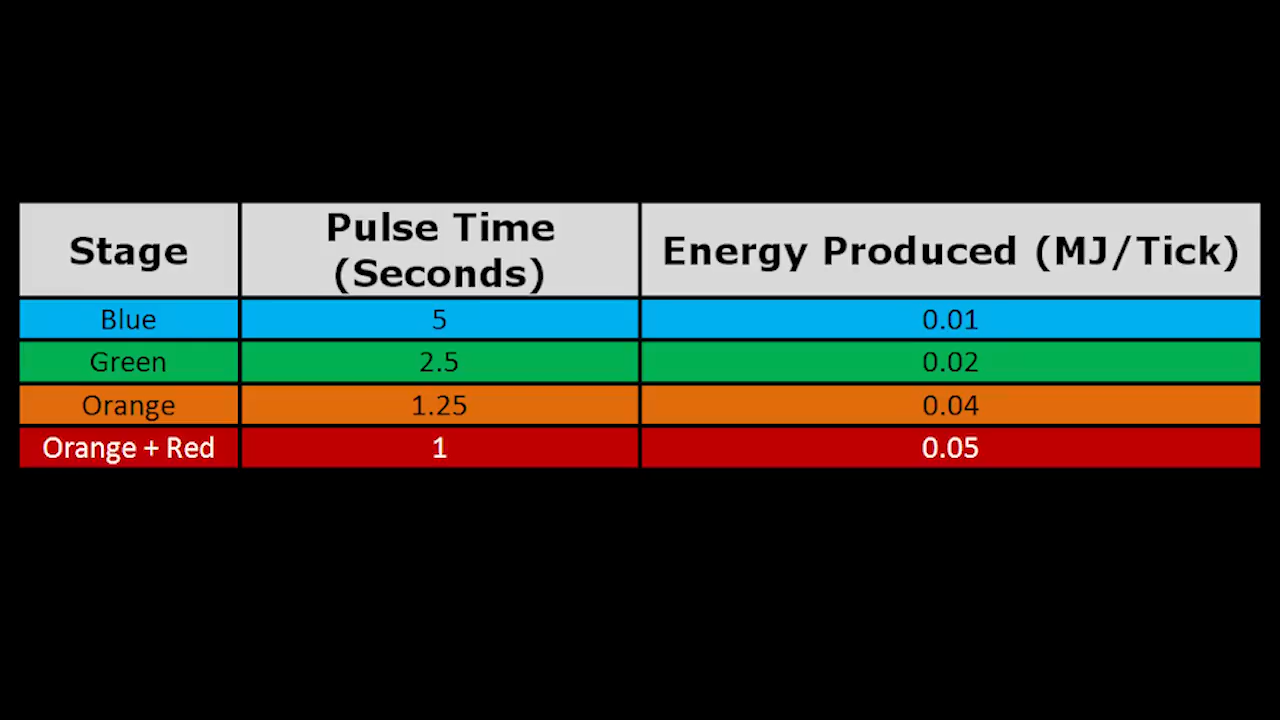 Stage
Pulse Time
(Seconds)
Energy Produced (MJ/Tick)
Blue 5 0.01
Green 2.5 0.02
Orange 1.25 0.04
Orange + Red 1 0.05